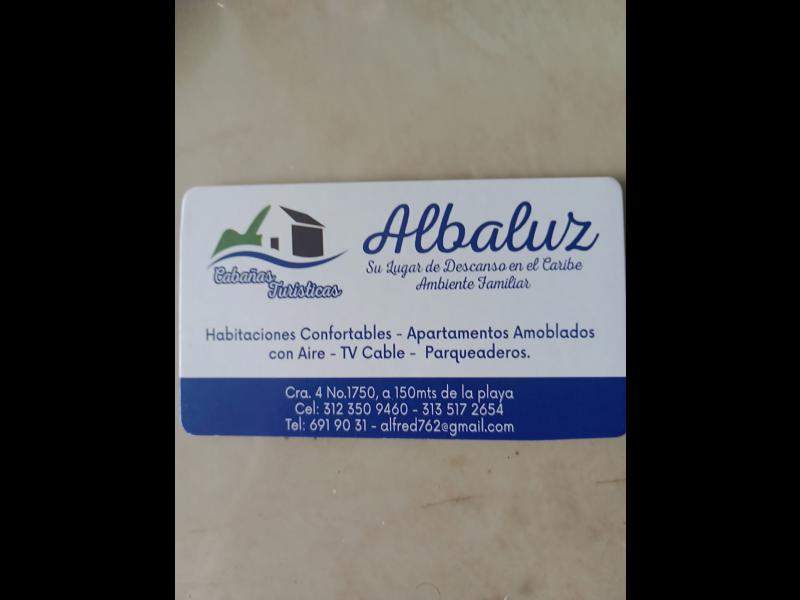 Albaluz
Su Lugar de Descanso en el Caribe
Ambiente Familiar
Cabañas
Turisticas
Habitaciones Confortables - Apartamentos Amoblados
con Aire - TV Cable - Parqueaderos.
Cra. 4 No.1750, a 150mts de la playa
Cel: 312 350 9460 - 313 517 2654
Tel: 691 90 31 - alfred762@gmail.com